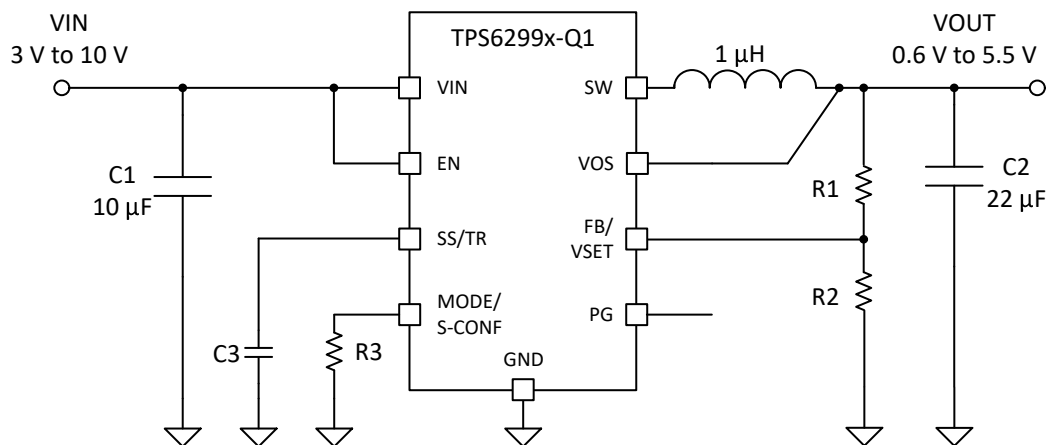 VIN
3 V to 10 V
TPS6299x-Q1
1 µH
VOUT
0.6 V to 5.5 V
VIN
SW
EN
VOS
C1
10 µF
R1
C2
22 µF
SS/TR
FB/
VSET
MODE/
S-CONF
PG
R2
C3
R3
GND